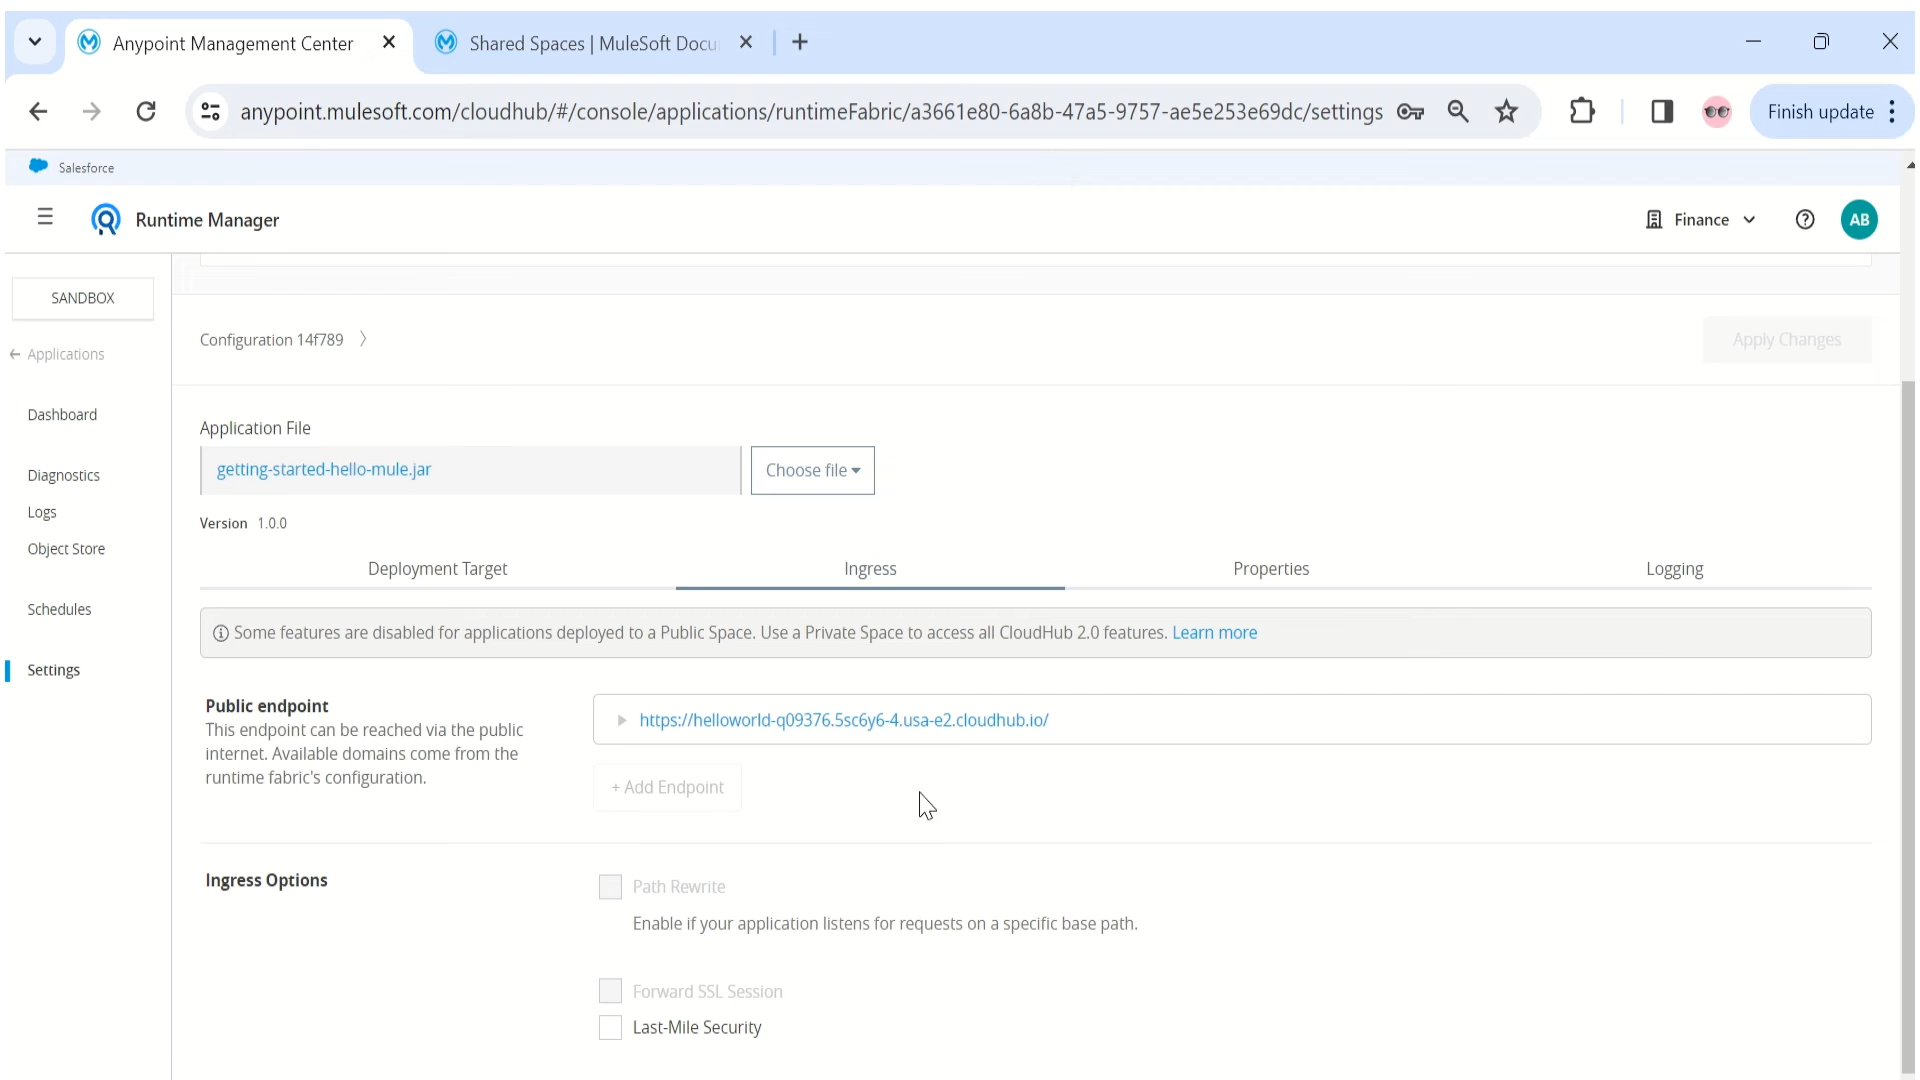 Anypoint Management Center
Shared Spaces | MuleSoft Docu
anypoint.mulesoft.com/cloudhub/#/console/applications/runtimeFabric/a3661e80-6a8b-47a5-9757-ae5e253e69dc/settings
Finish update
Salesforce
Runtime Manager
Finance
AB
SANDBOX
Configuration 14f789
Apply Changes
Applications
Dashboard
Application File
getting-started-hello-mule.jar
Choose file
Diagnostics
Logs
Version 1.0.0
Object Store
Deployment Target
Ingress
Properties
Logging
Schedules
Some features are disabled for applications deployed to a Public Space. Use a Private Space to access all CloudHub 2.0 features. Learn more
Settings
Public endpoint
This endpoint can be reached via the public
internet. Available domains come from the
runtime fabric's configuration.
https://helloworld-q09376.5sc6y6-4.usa-e2.cloudhub.io/
+ Add Endpoint
Ingress Options
Path Rewrite
Enable if your application listens for requests on a specific base path.
Forward SSL Session
Last-Mile Security